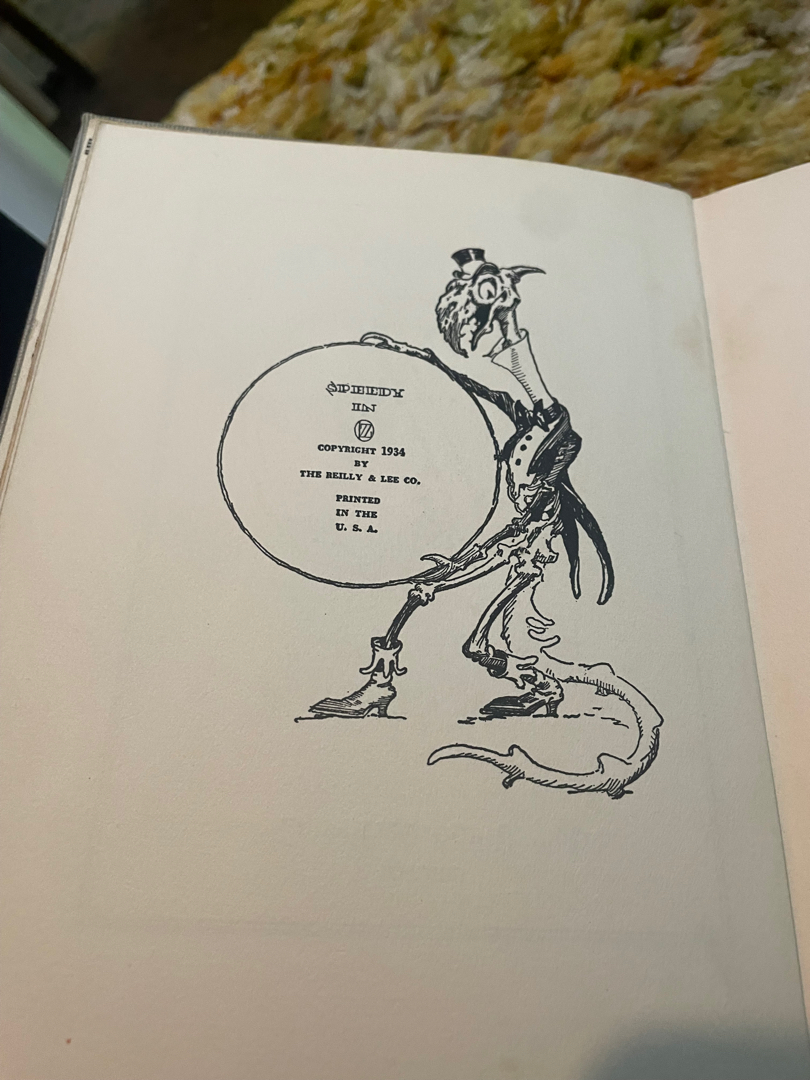 SPEEDY
IN
OZ
COPYRIGHT 1934
BY
THE REILLY & LEE CO.
PRINTED
IN THE
U. S. A.